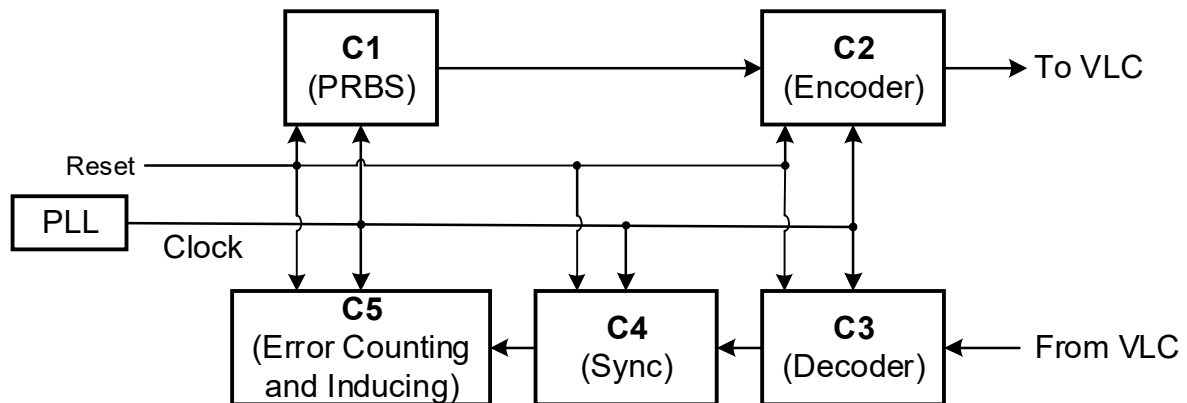 C1
(PRBS)
C2
(Encoder)
To VLC
Reset
PLL
Clock
C5
(Error Counting
and Inducing)
C4
(Sync)
C3
(Decoder)
From VLC